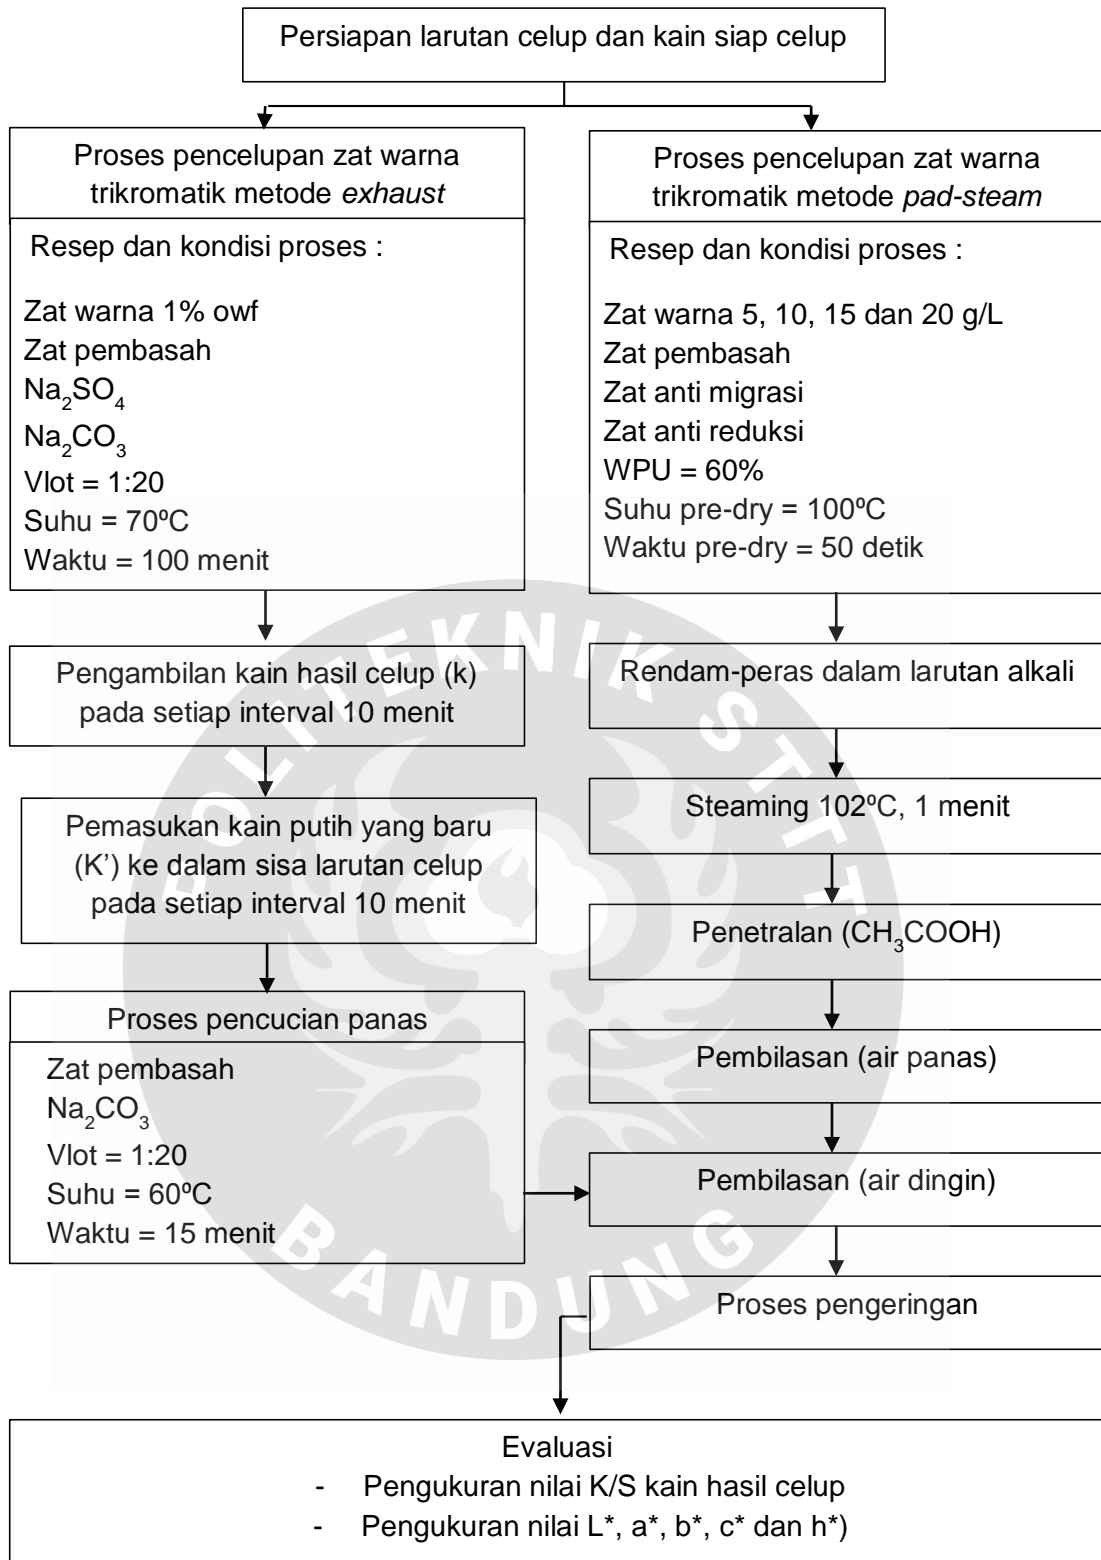 Persiapan larutan celup dan kain siap celup
Proses pencelupan zat warna
trikromatik metode exhaust
Resep dan kondisi proses :
Zat warna 1% owf
Zat pembasah
Na₂SO₄
Na₂CO₃
Vlot = 1:20
Suhu = 70ºC
Waktu = 100 menit
Pengambilan kain hasil celup (k)
pada setiap interval 10 menit
Pemasukan kain putih yang baru
(K’) ke dalam sisa larutan celup
pada setiap interval 10 menit
Proses pencucian panas
Zat pembasah
Na₂CO₃
Vlot = 1:20
Suhu = 60ºC
Waktu = 15 menit
Proses pencelupan zat warna
trikromatik metode pad-steam
Resep dan kondisi proses :
Zat warna 5, 10, 15 dan 20 g/L
Zat pembasah
Zat anti migrasi
Zat anti reduksi
WPU = 60%
Suhu pre-dry = 100ºC
Waktu pre-dry = 50 detik
Rendam-peras dalam larutan alkali
Steaming 102ºC, 1 menit
Penetralan (CH₃COOH)
Pembilasan (air panas)
Pembilasan (air dingin)
Proses pengeringan
Evaluasi
- Pengukuran nilai K/S kain hasil celup
- Pengukuran nilai L*, a*, b*, c* dan h*)
POLITEKNIK STTT
BANDUNG